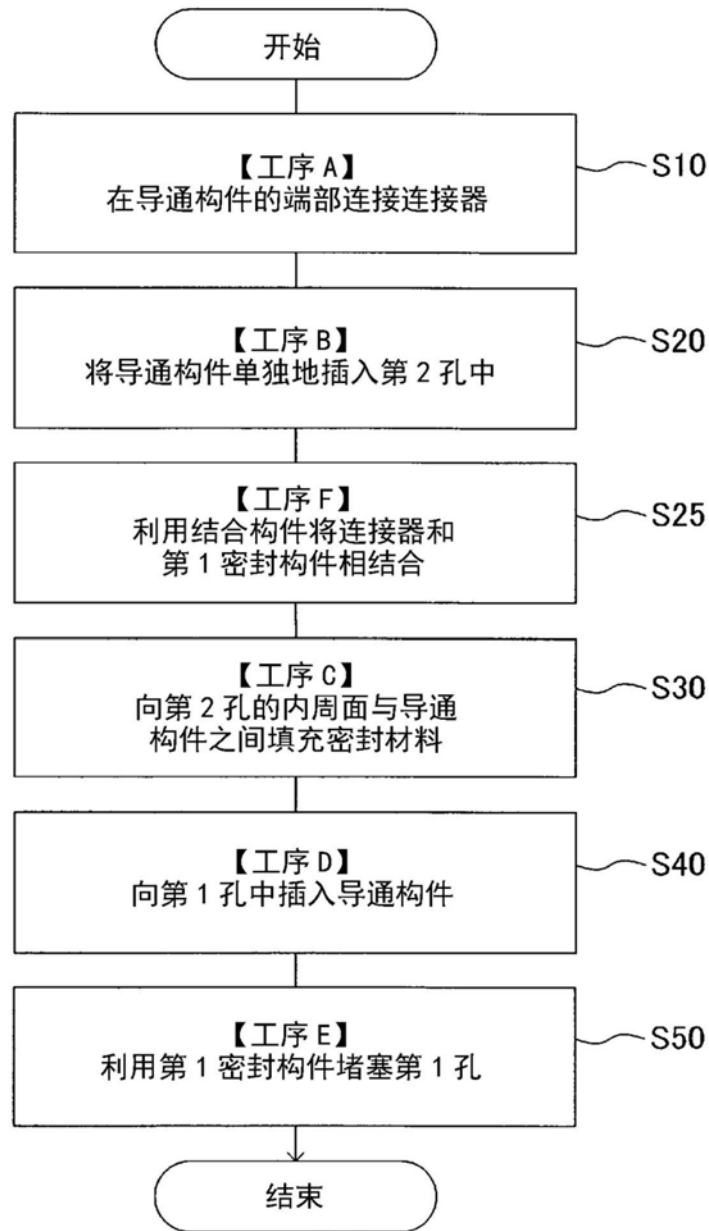 开始
【工序 A】
在导通构件的端部连接连接器
S10
【工序 B】
将导通构件单独地插入第 2 孔中
S20
【工序 F】
利用结合构件将连接器和
第 1 密封构件相结合
S25
【工序 C】
向第 2 孔的内周面与导通
构件之间填充密封材料
S30
【工序 D】
向第 1 孔中插入导通构件
S40
【工序 E】
利用第 1 密封构件堵塞第 1 孔
S50
结束